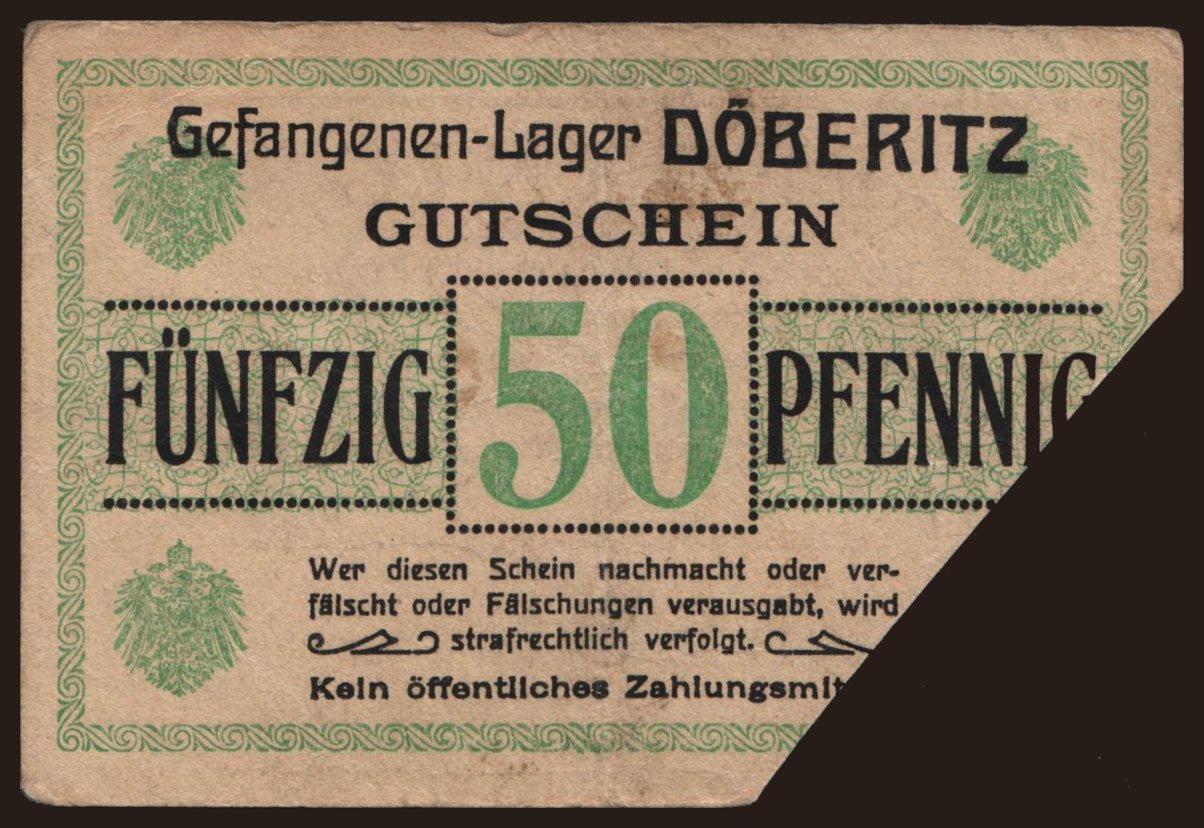 Gefangenen-Lager DÖBERITZ
GUTSCHEIN
FÜNFZIG 50 PFENNIG
Wer diesen Schein nachmacht oder ver-
fälscht oder Fälschungen verausgabt, wird
strafrechtlich verfolgt.
Kein öffentliches Zahlungsmit